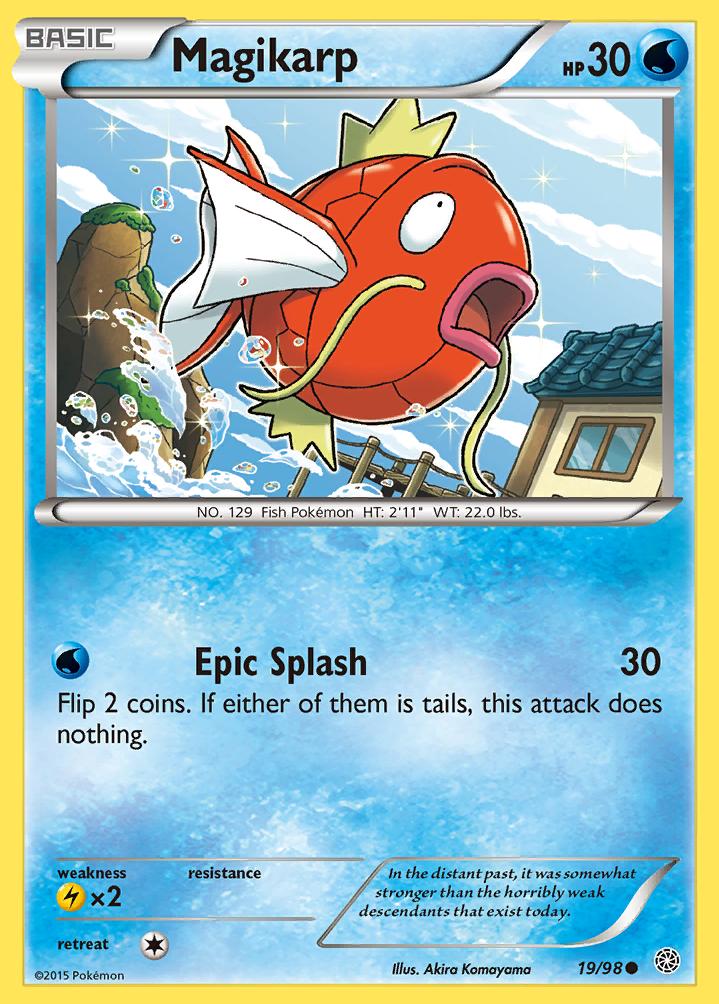 BASIC
Magikarp
HP30
NO. 129 Fish Pokémon HT: 2'11" WT: 22.0 lbs.
Epic Splash 30
Flip 2 coins. If either of them is tails, this attack does
nothing.
weakness resistance
×2
retreat
In the distant past, it was somewhat
stronger than the horribly weak
descendants that exist today.
©2015 Pokémon
Illus. Akira Komayama
19/98